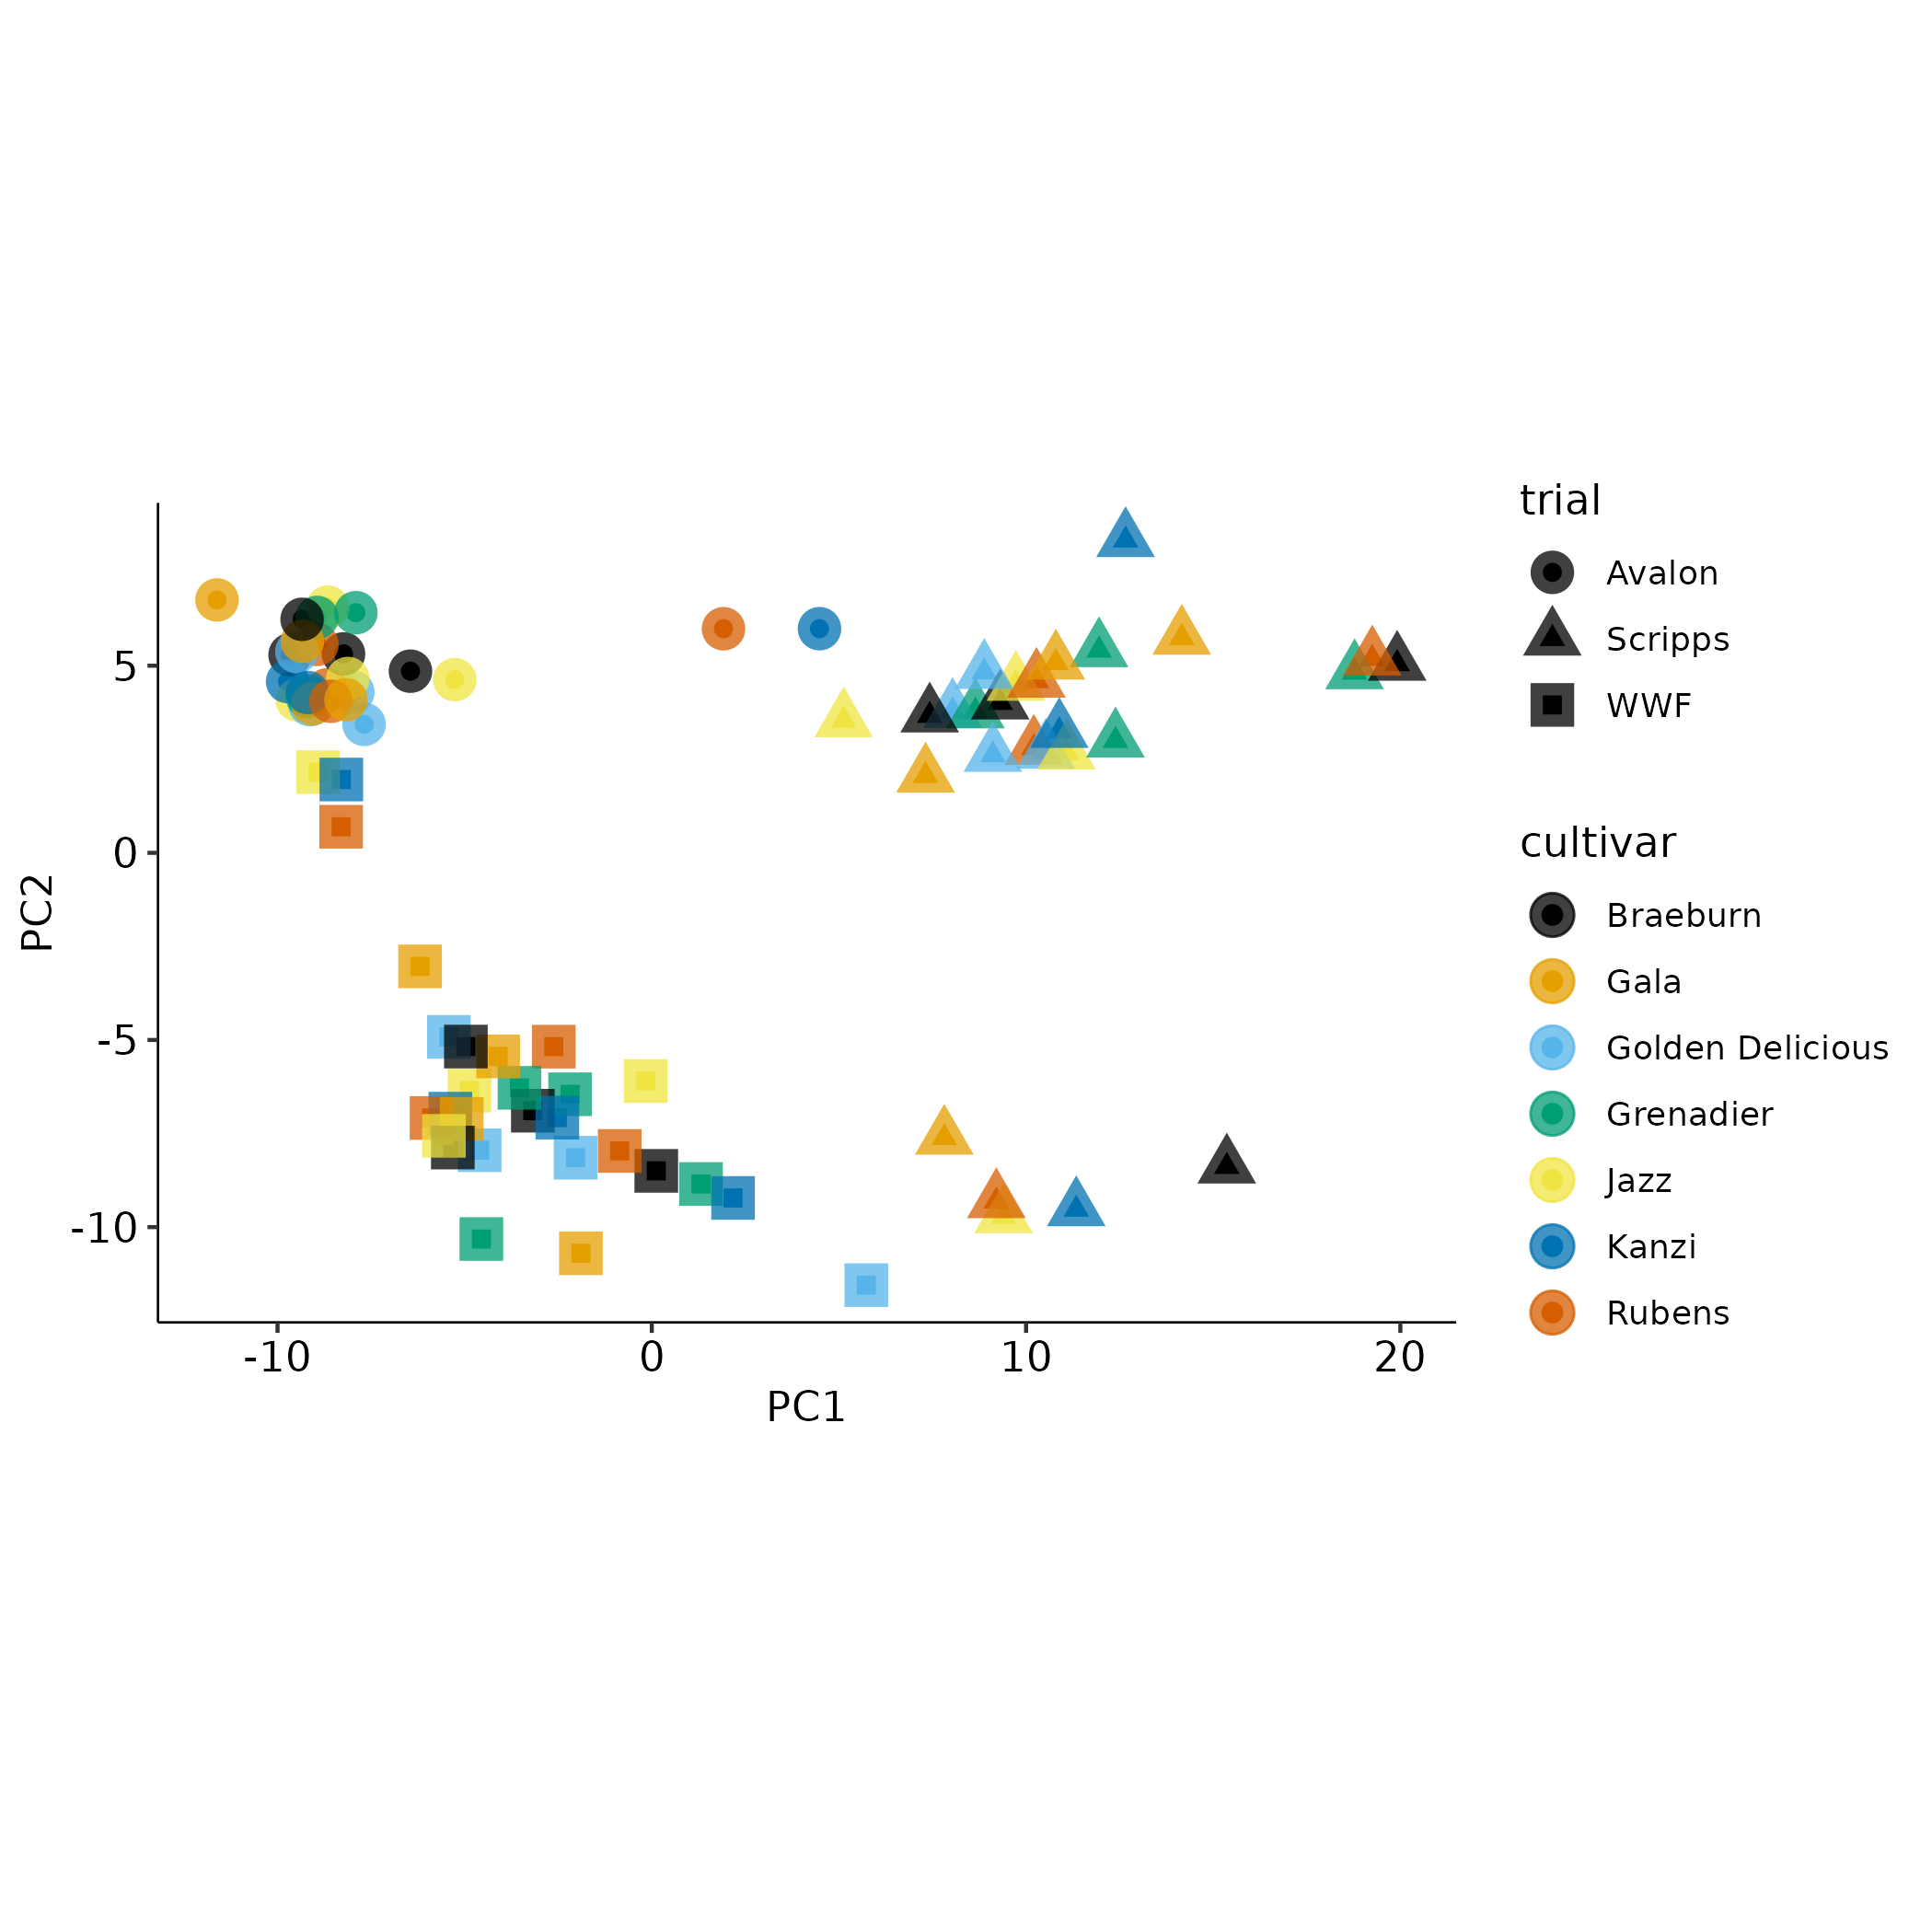 5
0
-5
-10
PC2
-10
0
10
20
PC1
trial
Avalon
Scripps
WWF
cultivar
Braeburn
Gala
Golden Delicious
Grenadier
Jazz
Kanzi
Rubens